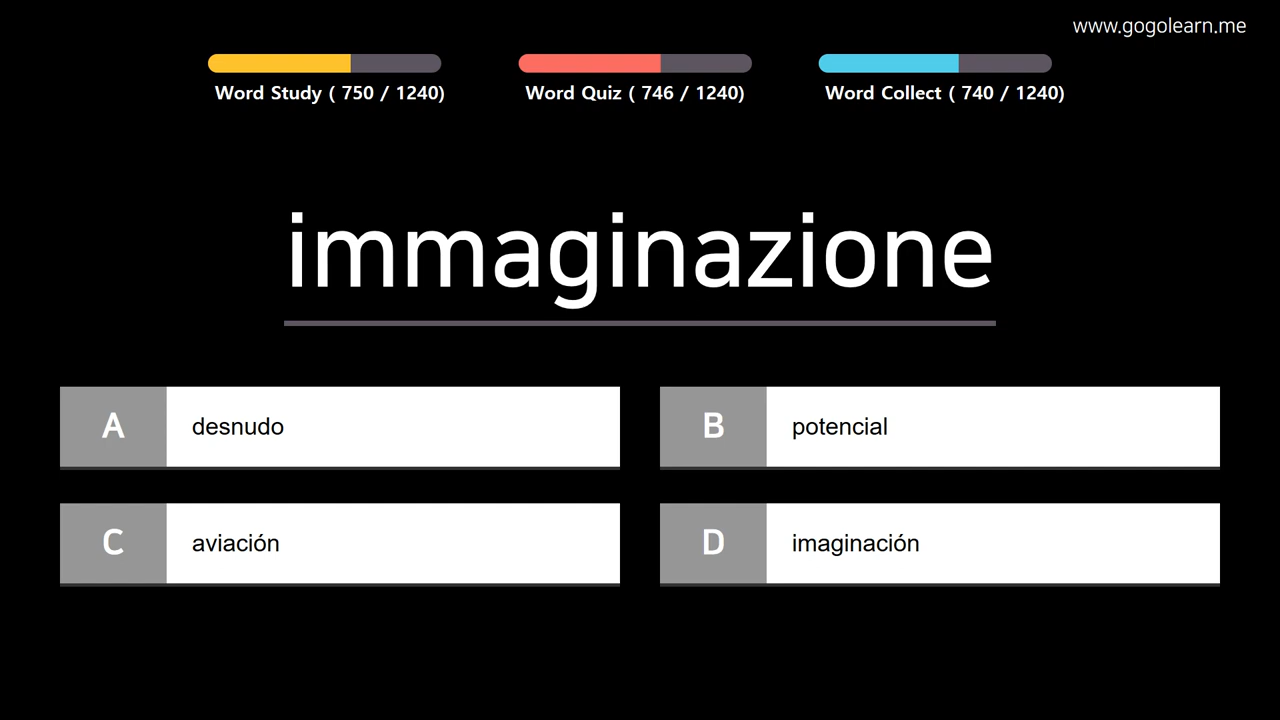 www.gogolearn.me
Word Study ( 750 / 1240)
Word Quiz ( 746 / 1240)
Word Collect ( 740 / 1240)
immaginazione
A desnudo
B potencial
C aviación
D imaginación